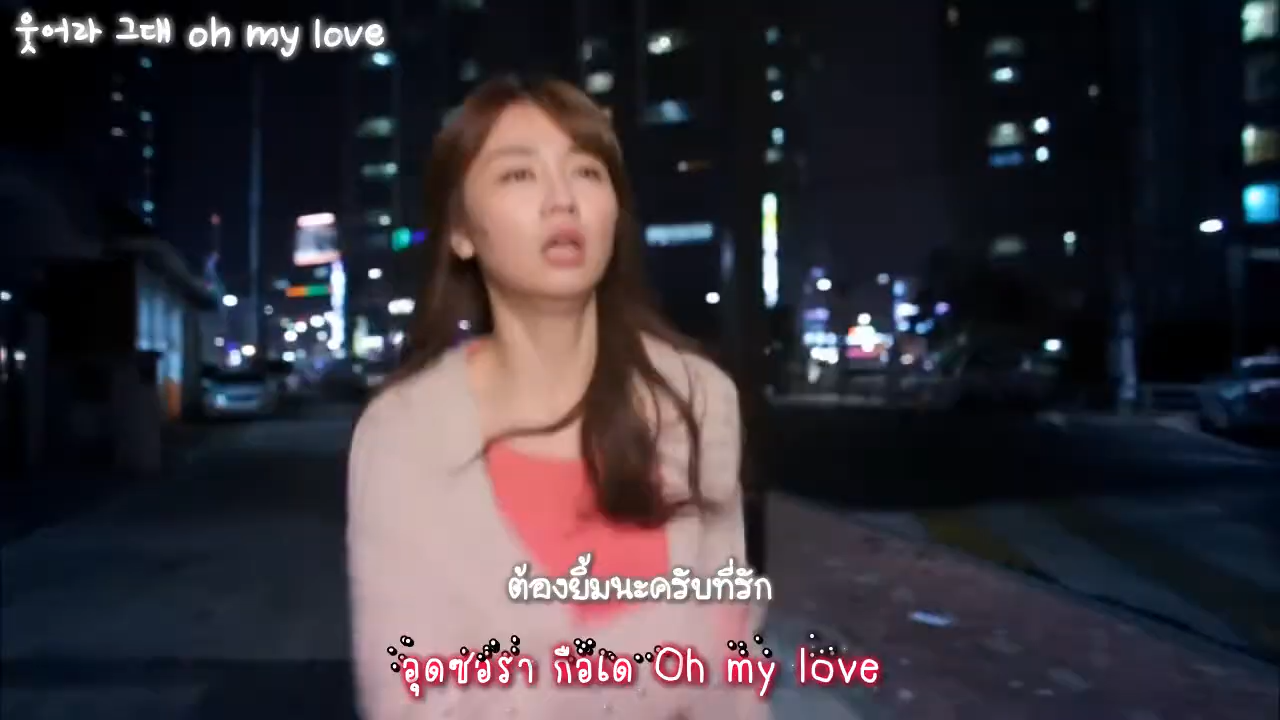 웃어라 그대 oh my love
ต้องยิ้มนะครับที่รัก
อุดซอรา กือเด Oh my love